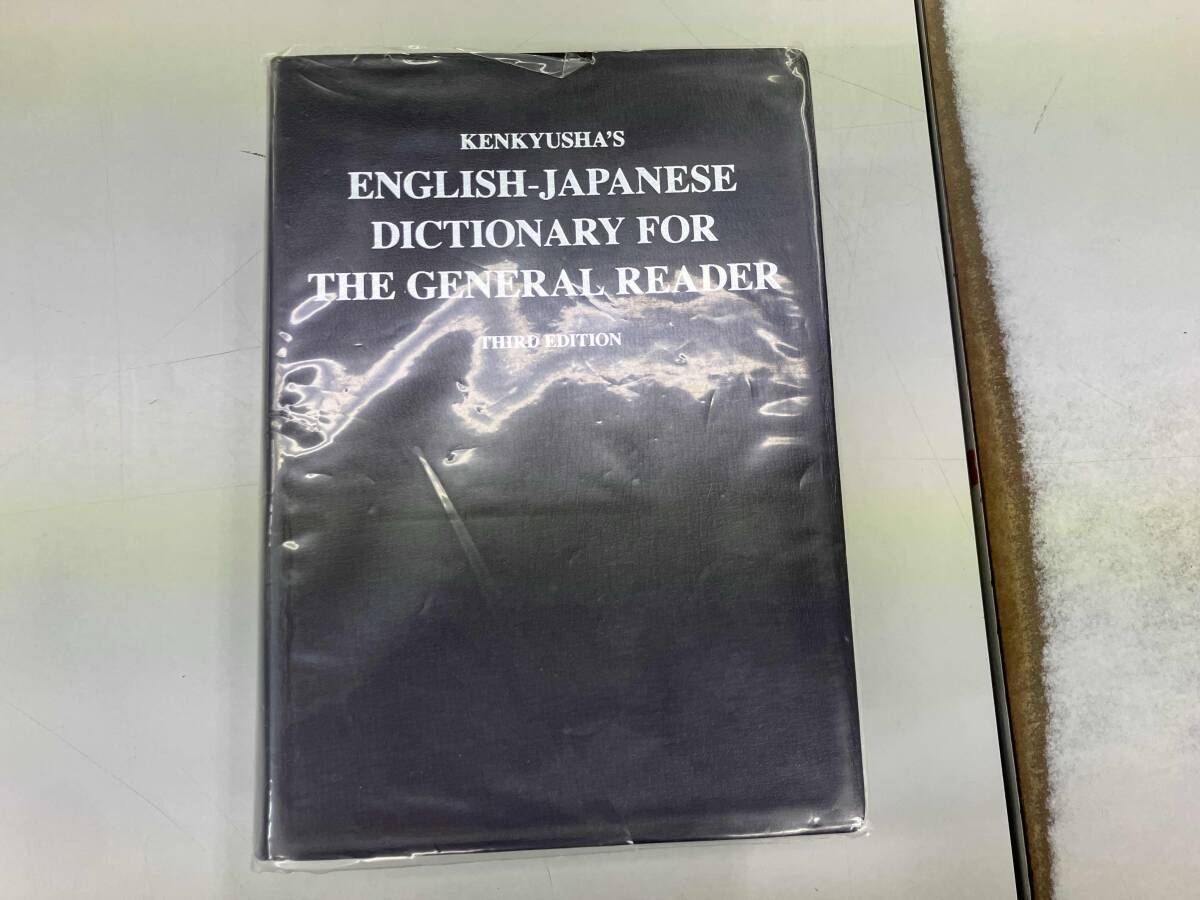 KENKYUSHA'S
ENGLISH-JAPANESE
DICTIONARY FOR
THE GENERAL READER
THIRD EDITION